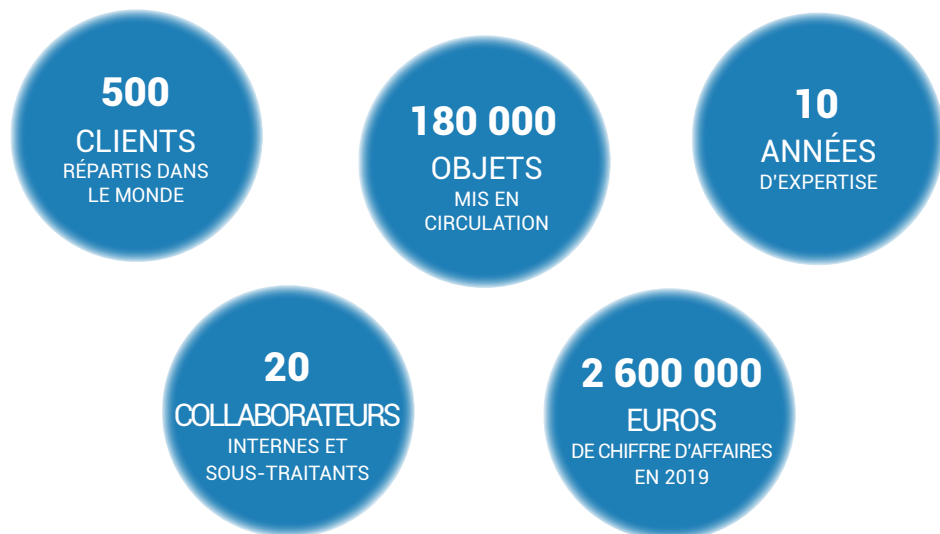 500
CLIENTS
RÉPARTIS DANS
LE MONDE
180 000
OBJETS
MIS EN
CIRCULATION
10
ANNÉES
D'EXPERTISE
20
COLLABORATEURS
INTERNES ET
SOUS-TRAITANTS
2 600 000
EUROS
DE CHIFFRE D'AFFAIRES
EN 2019